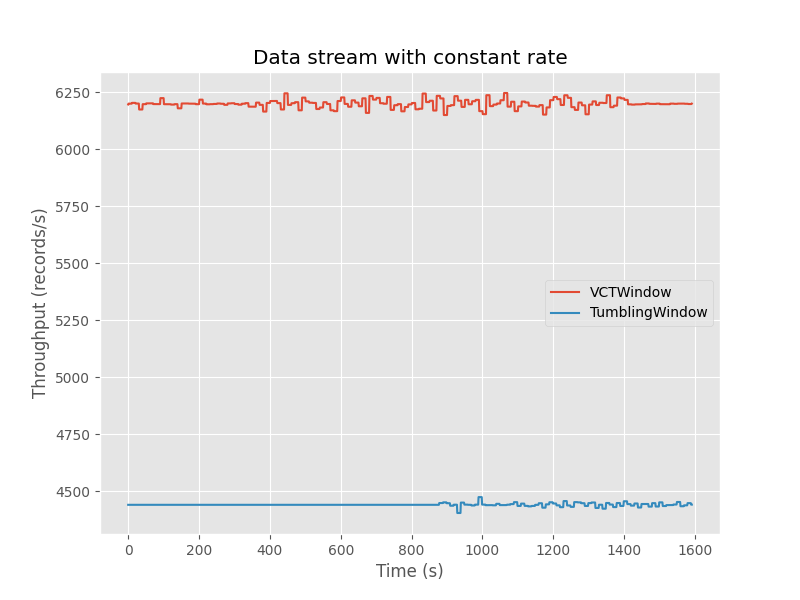 Data stream with constant rate
Throughput (records/s)
6250
6000
5750
5500
5250
5000
4750
4500
VCTWindow
TumblingWindow
0 200 400 600 800 1000 1200 1400 1600
Time (s)